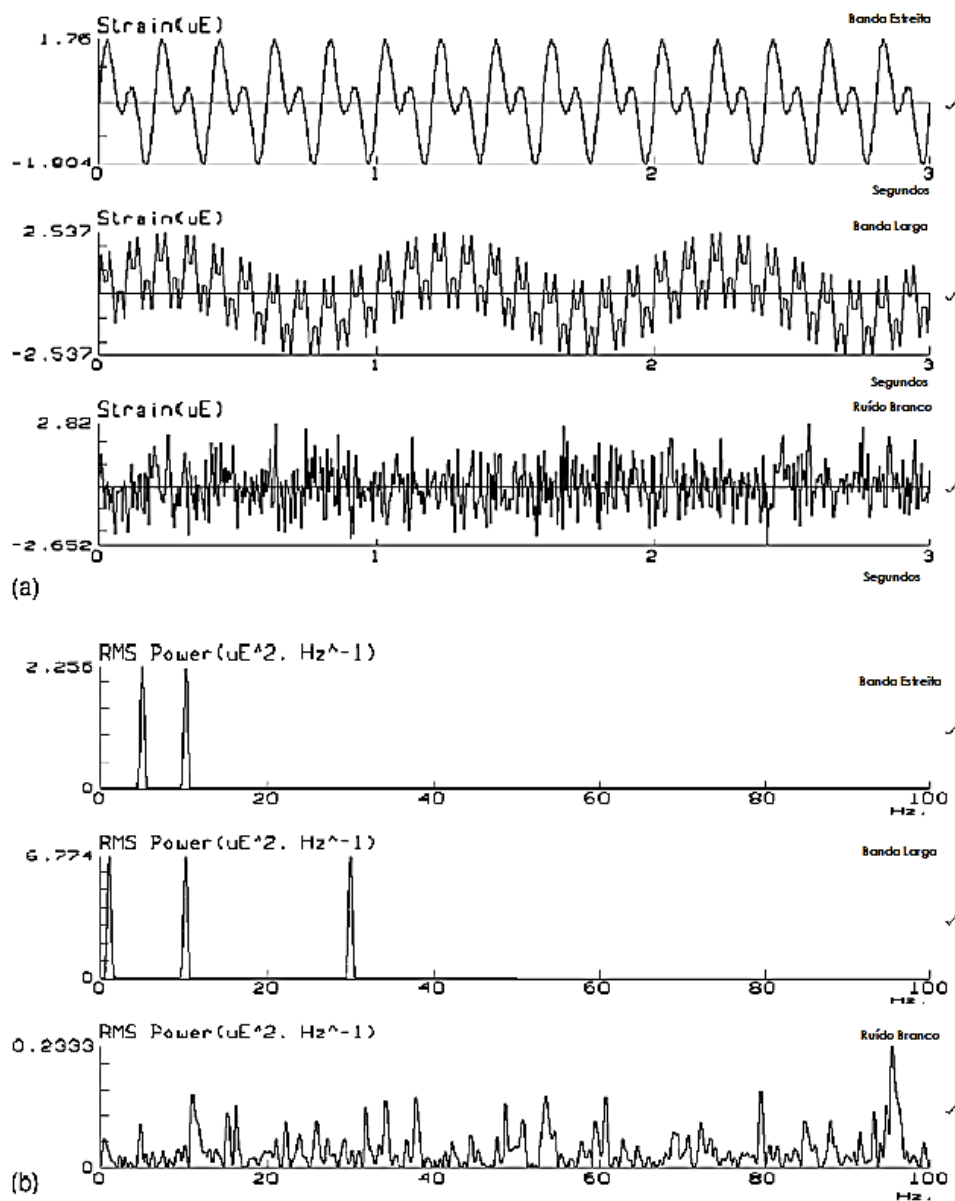 Strain(uE)
Banda Estreita
1.76
-1.804
0 1 2 3
Segundos
Strain(uE)
Banda Larga
2.537
-2.537
0 1 2 3
Segundos
Strain(uE)
Ruído Branco
2.82
-2.652
0 1 2 3
Segundos
(a)
RMS Power(uE^2. Hz^-1)
2.256
Banda Estreita
0
0 20 40 60 80 100
Hz.
RMS Power(uE^2. Hz^-1)
6.774
Banda Larga
0
0 20 40 60 80 100
Hz.
RMS Power(uE^2. Hz^-1)
0.2333
Ruído Branco
0
0 20 40 60 80 100
Hz.
(b)